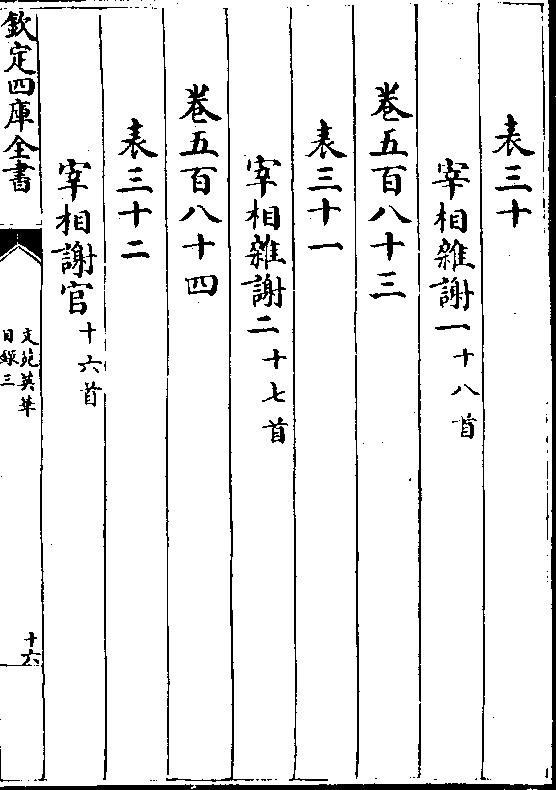 表三十
宰相雜謝一十八首
卷五百八十三
表三十一
宰相雜謝二十七首
卷五百八十四
表三十二
宰相謝官十六首
欽定四庫全書
文苑英華
目録三
十六